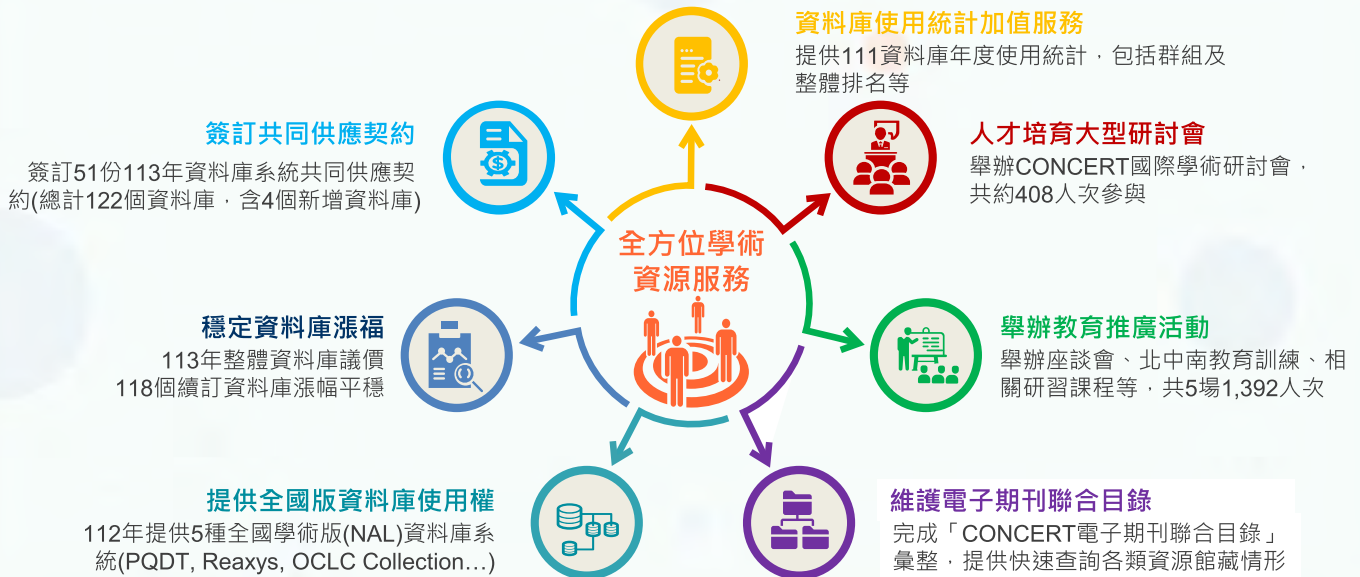 資料庫使用統計加值服務
提供111資料庫年度使用統計，包括群組及
整體排名等
簽訂共同供應契約
簽訂51份113年資料庫系統共同供應契
約(總計122個資料庫，含4個新增資料庫)
人才培育大型研討會
舉辦CONCERT國際學術研討會，
共約408人次參與
全方位學術
資源服務
穩定資料庫漲福
113年整體資料庫議價
118個續訂資料庫漲幅平穩
舉辦教育推廣活動
舉辦座談會、北中南教育訓練、相
關研習課程等，共5場1,392人次
提供全國版資料庫使用權
112年提供5種全國學術版(NAL)資料庫系
統(PQDT, Reaxys, OCLC Collection…)
維護電子期刊聯合目錄
完成「CONCERT電子期刊聯合目錄」
彙整，提供快速查詢各類資源館藏情形